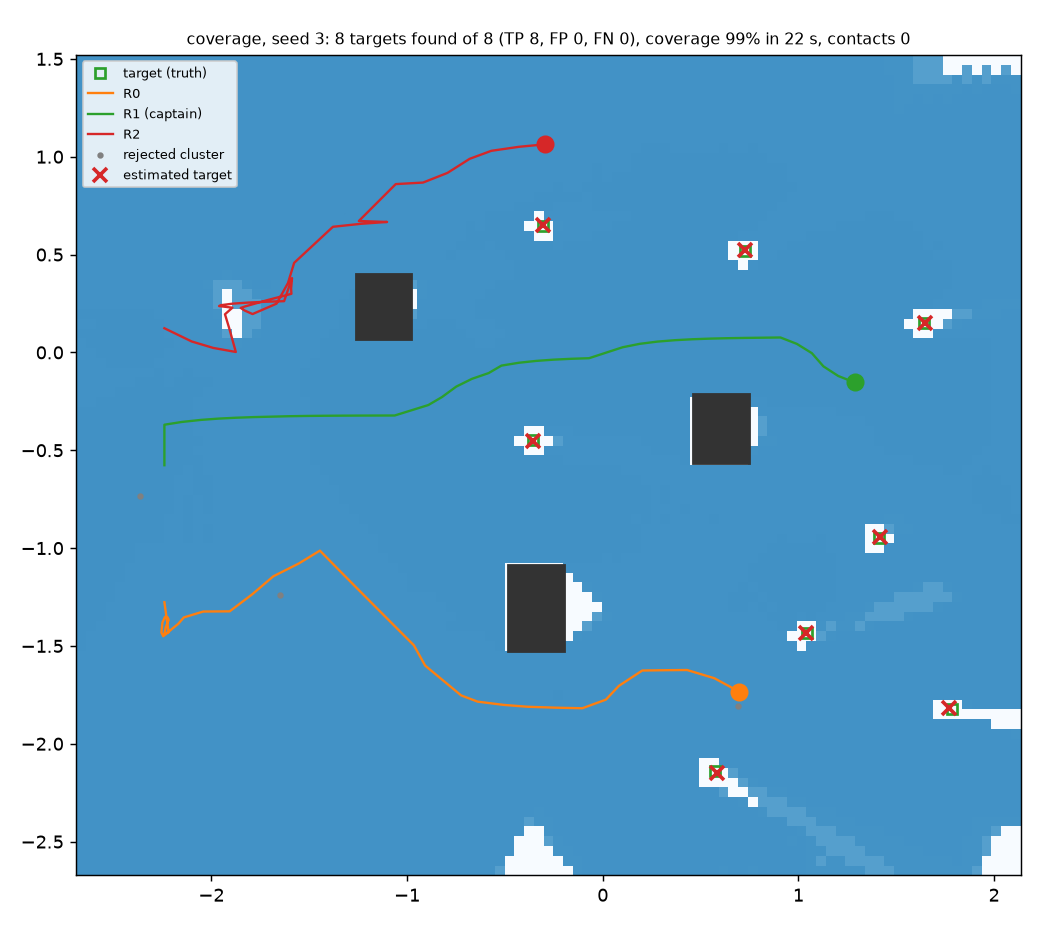 coverage, seed 3: 8 targets found of 8 (TP 8, FP 0, FN 0), coverage 99% in 22 s, contacts 0
target (truth)
R0
R1 (captain)
R2
rejected cluster
estimated target
1.5
1.0
0.5
0.0
−0.5
−1.0
−1.5
−2.0
−2.5
−2 −1 0 1 2